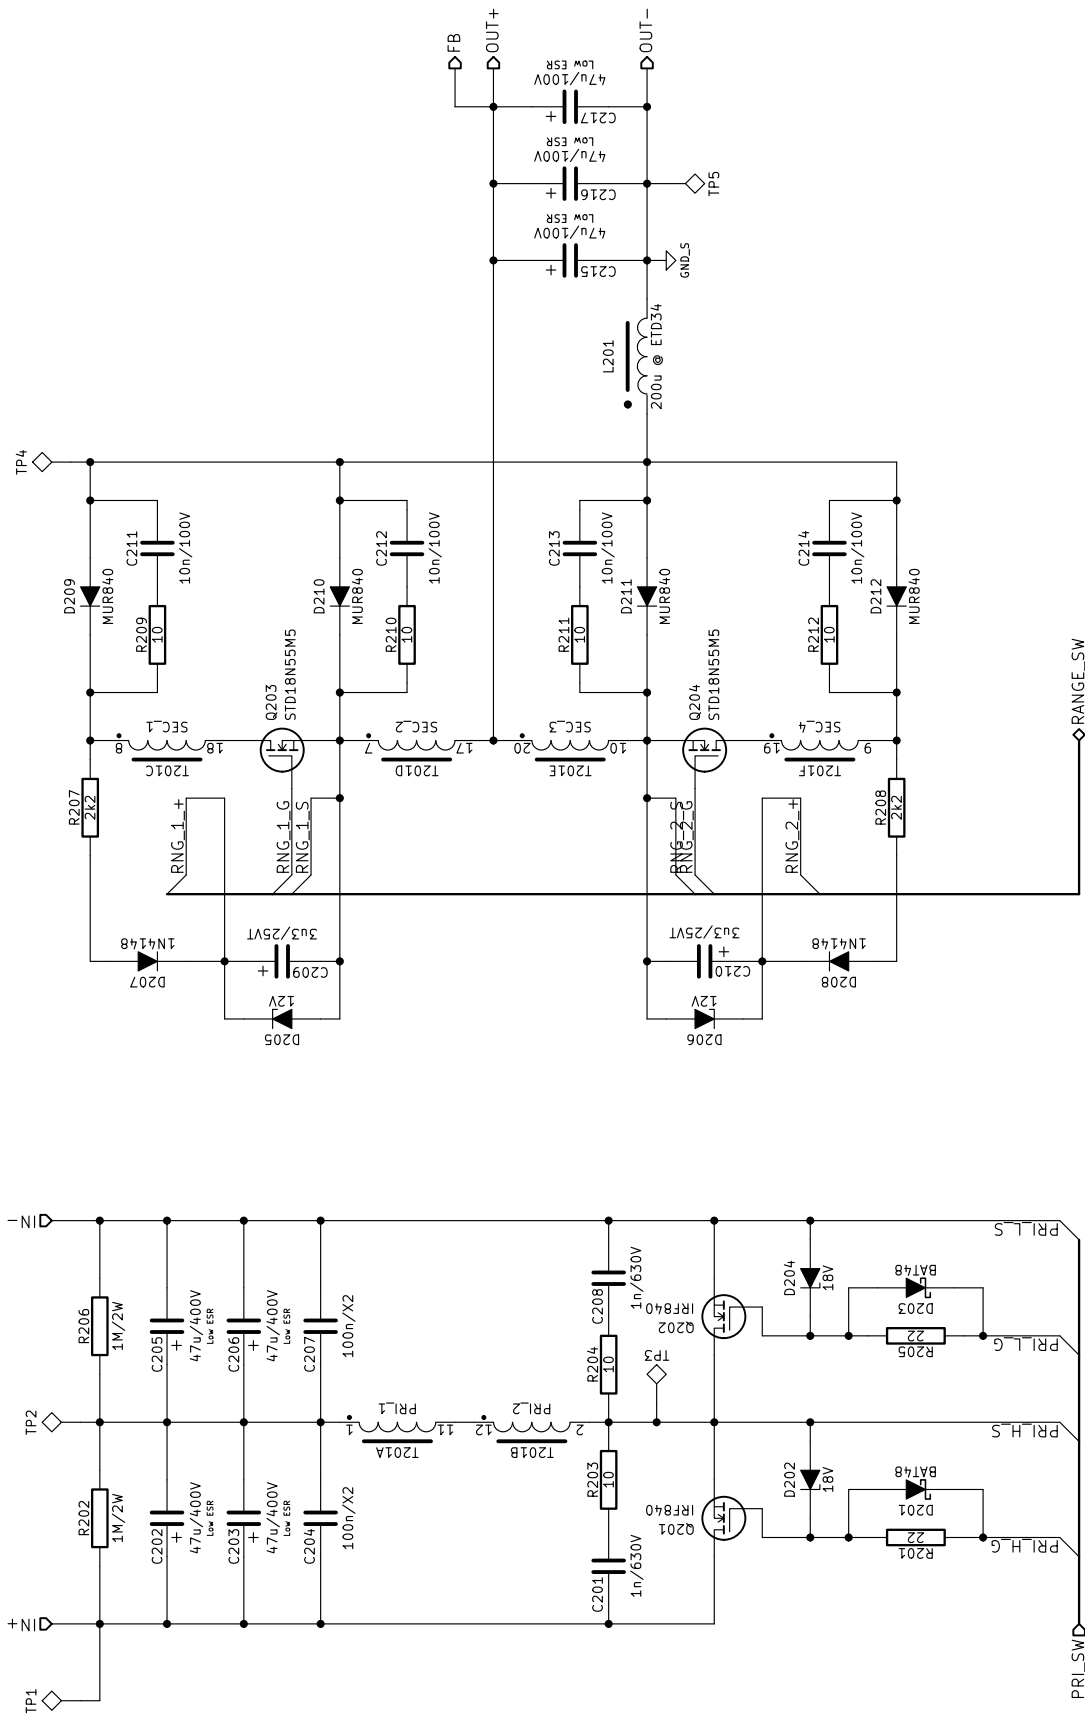 FB
OUT+
OUT-
47u/100V
Low ESR
+
C217
47u/100V
Low ESR
+
C216
47u/100V
Low ESR
+
C215
TP5
GND_S
L201
200u @ ETD34
TP4
D209
MUR840
C211
10n/100V
R209
10
D210
MUR840
C212
10n/100V
R210
10
D211
MUR840
C213
10n/100V
R211
10
D212
MUR840
C214
10n/100V
R212
10
Q203
STD18N55M5
Q204
STD18N55M5
8
SEC_1
18
T201C
7
SEC_2
17
T201D
20
SEC_3
10
T201E
19
SEC_4
9
T201F
R207
2k2
R208
2k2
RNG_1_+
RNG_1_G
RNG_1_S
RNG_2_S
RNG_2_G
RNG_2_+
RANGE_SW
1N4148
D207
3u3/25VT
+
C209
12V
D205
3u3/25VT
+
C210
12V
D206
1N4148
D208
IN-
IN+
TP1
TP2
TP3
R206
1M/2W
R202
1M/2W
C205
+
47u/400V
Low ESR
C206
+
47u/400V
Low ESR
C207
100n/X2
C202
+
47u/400V
Low ESR
C203
+
47u/400V
Low ESR
C204
100n/X2
1
PRI_1
11
T201A
12
PRI_2
2
T201B
C208
1n/630V
R204
10
R203
10
C201
1n/630V
IRF840
Q202
IRF840
Q201
D204
18V
D202
18V
BAT48
D203
22
R205
BAT48
D201
22
R201
PRI_L_S
PRI_L_G
PRI_H_S
PRI_H_G
PRI_SW